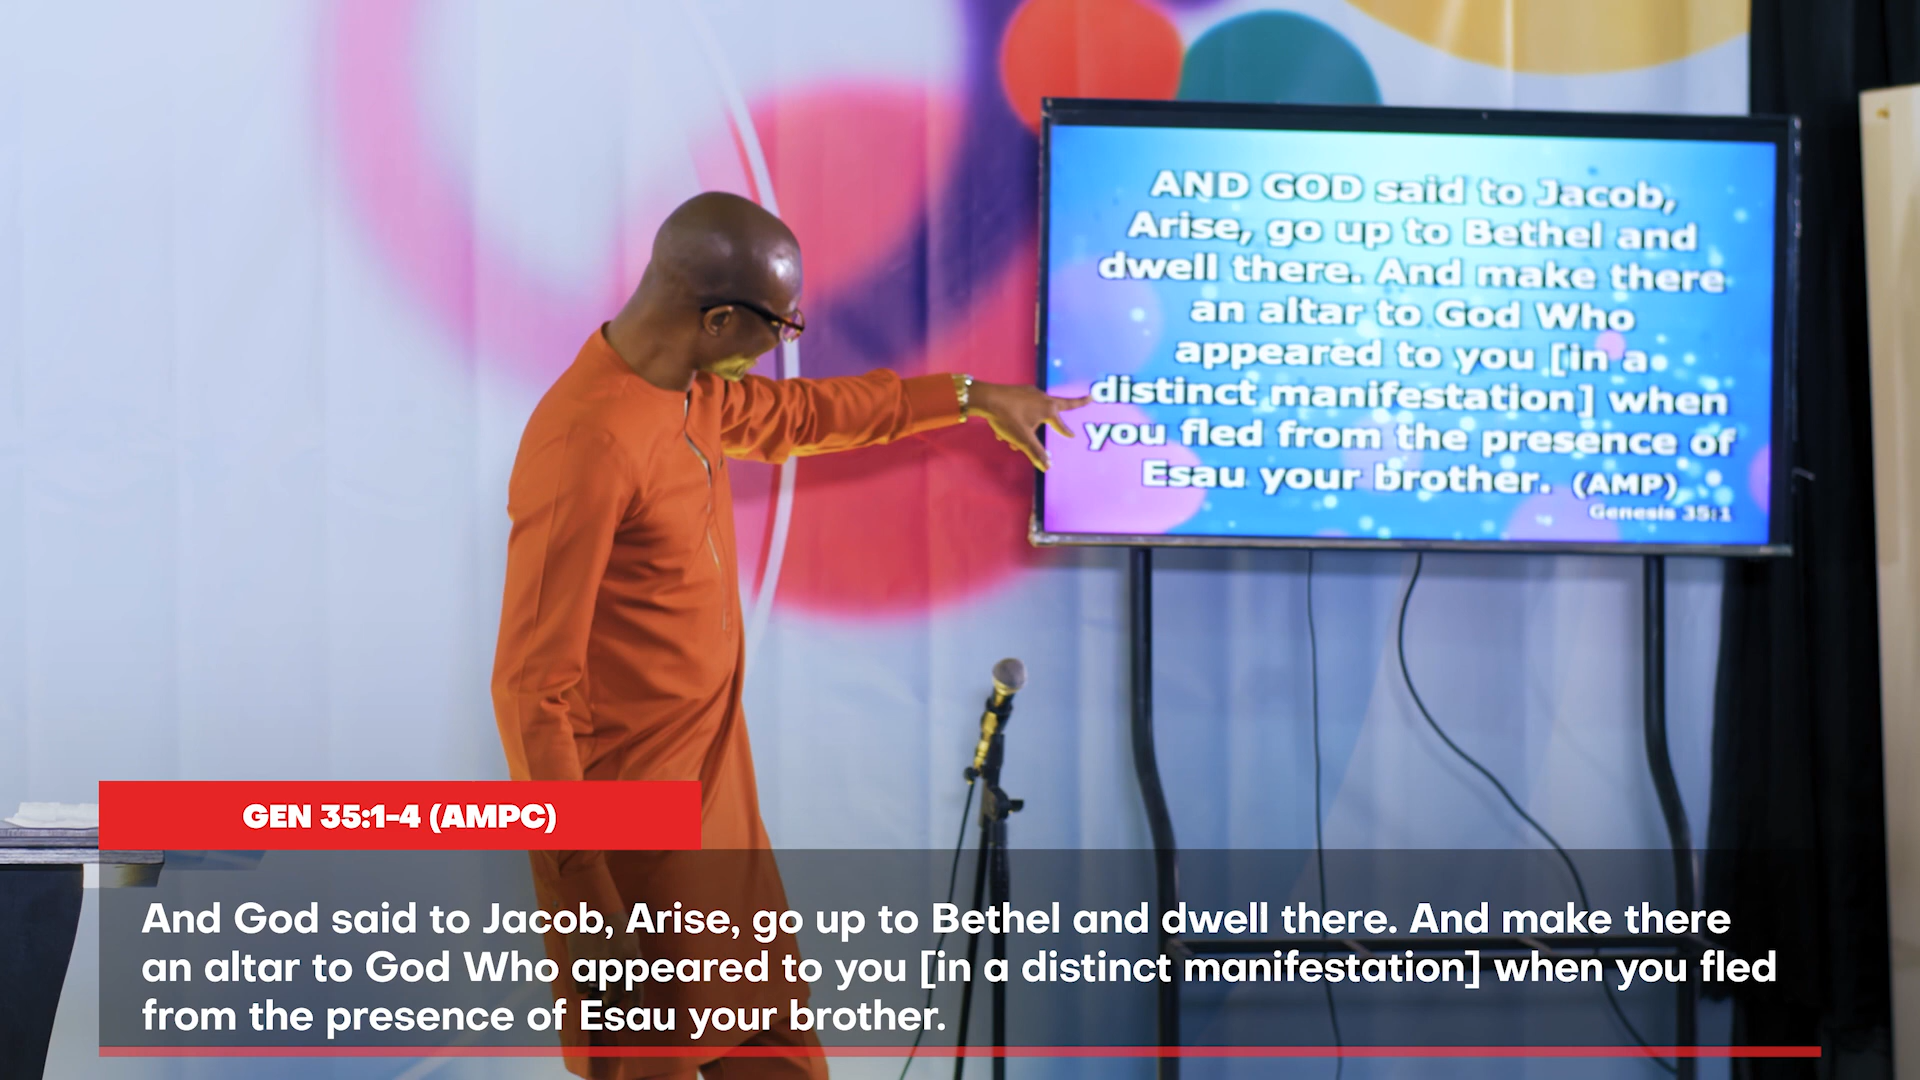 AND GOD said to Jacob,
Arise, go up to Bethel and
dwell there. And make there
an altar to God Who
appeared to you [in a
distinct manifestation] when
you fled from the presence of
Esau your brother. (AMP)
Genesis 35:1
GEN 35:1-4 (AMPC)
And God said to Jacob, Arise, go up to Bethel and dwell there. And make there
an altar to God Who appeared to you [in a distinct manifestation] when you fled
from the presence of Esau your brother.